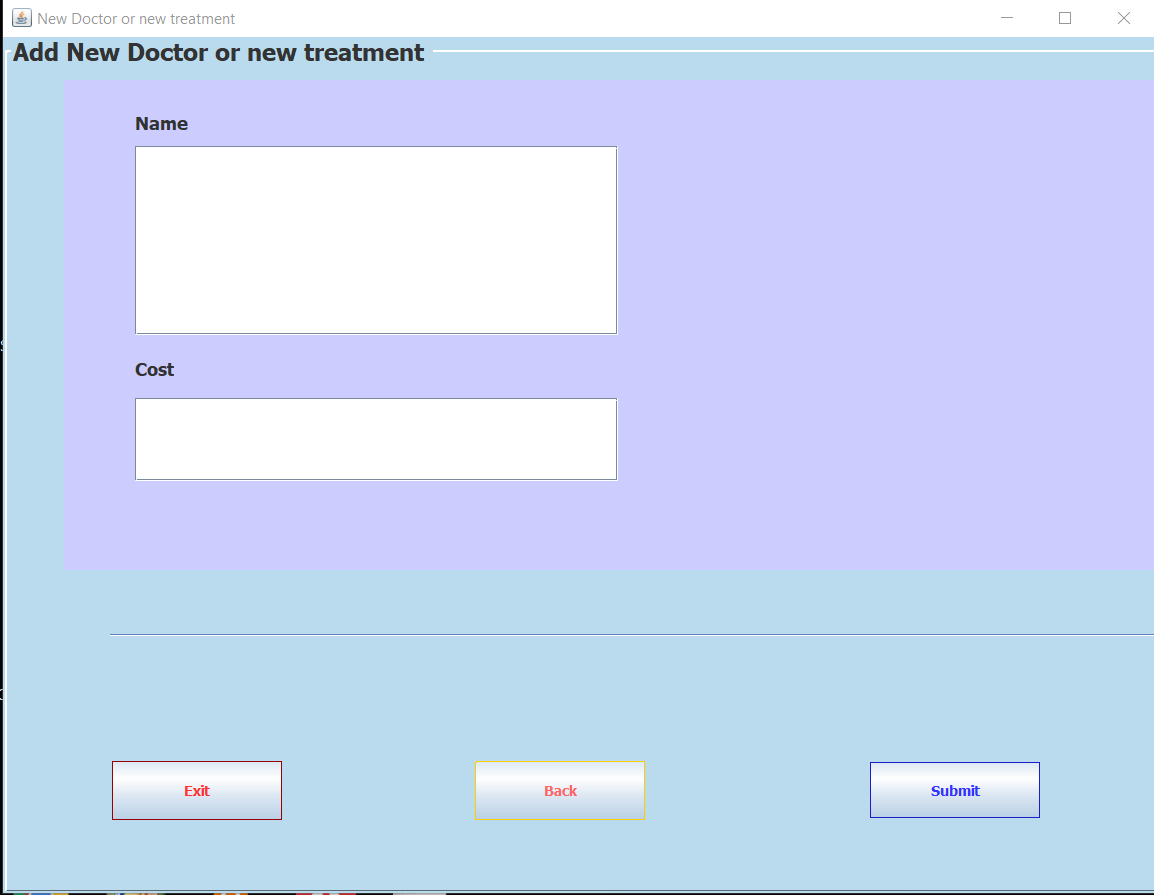 New Doctor or new treatment
Add New Doctor or new treatment
Name
Cost
Exit
Back
Submit